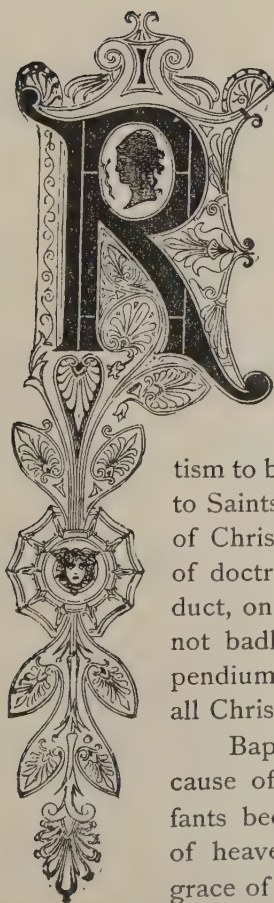 R
tism to b
to Saints
of Chris
of doctr
duct, on
not badl
pendium
all Chris
Bap
cause of
fants bec
of heave
grace of